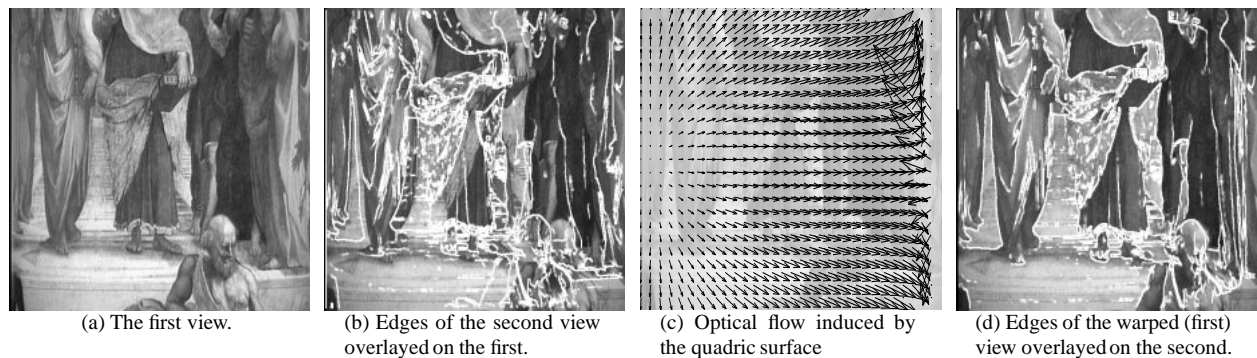 (a) The first view.
(b) Edges of the second view
overlayed on the first.
(c) Optical flow induced by
the quadric surface
(d) Edges of the warped (first)
view overlayed on the second.